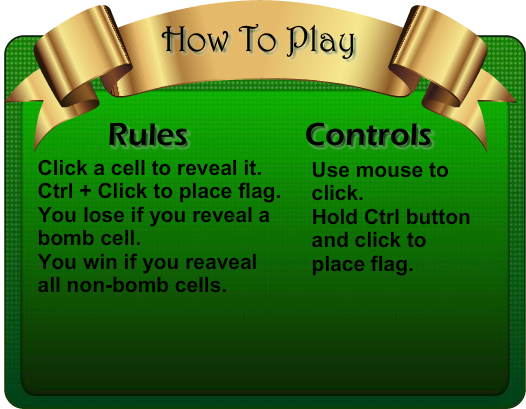 How To Play
Rules
Click a cell to reveal it.
Ctrl + Click to place flag.
You lose if you reveal a
bomb cell.
You win if you reaveal
all non-bomb cells.
Controls
Use mouse to
click.
Hold Ctrl button
and click to
place flag.